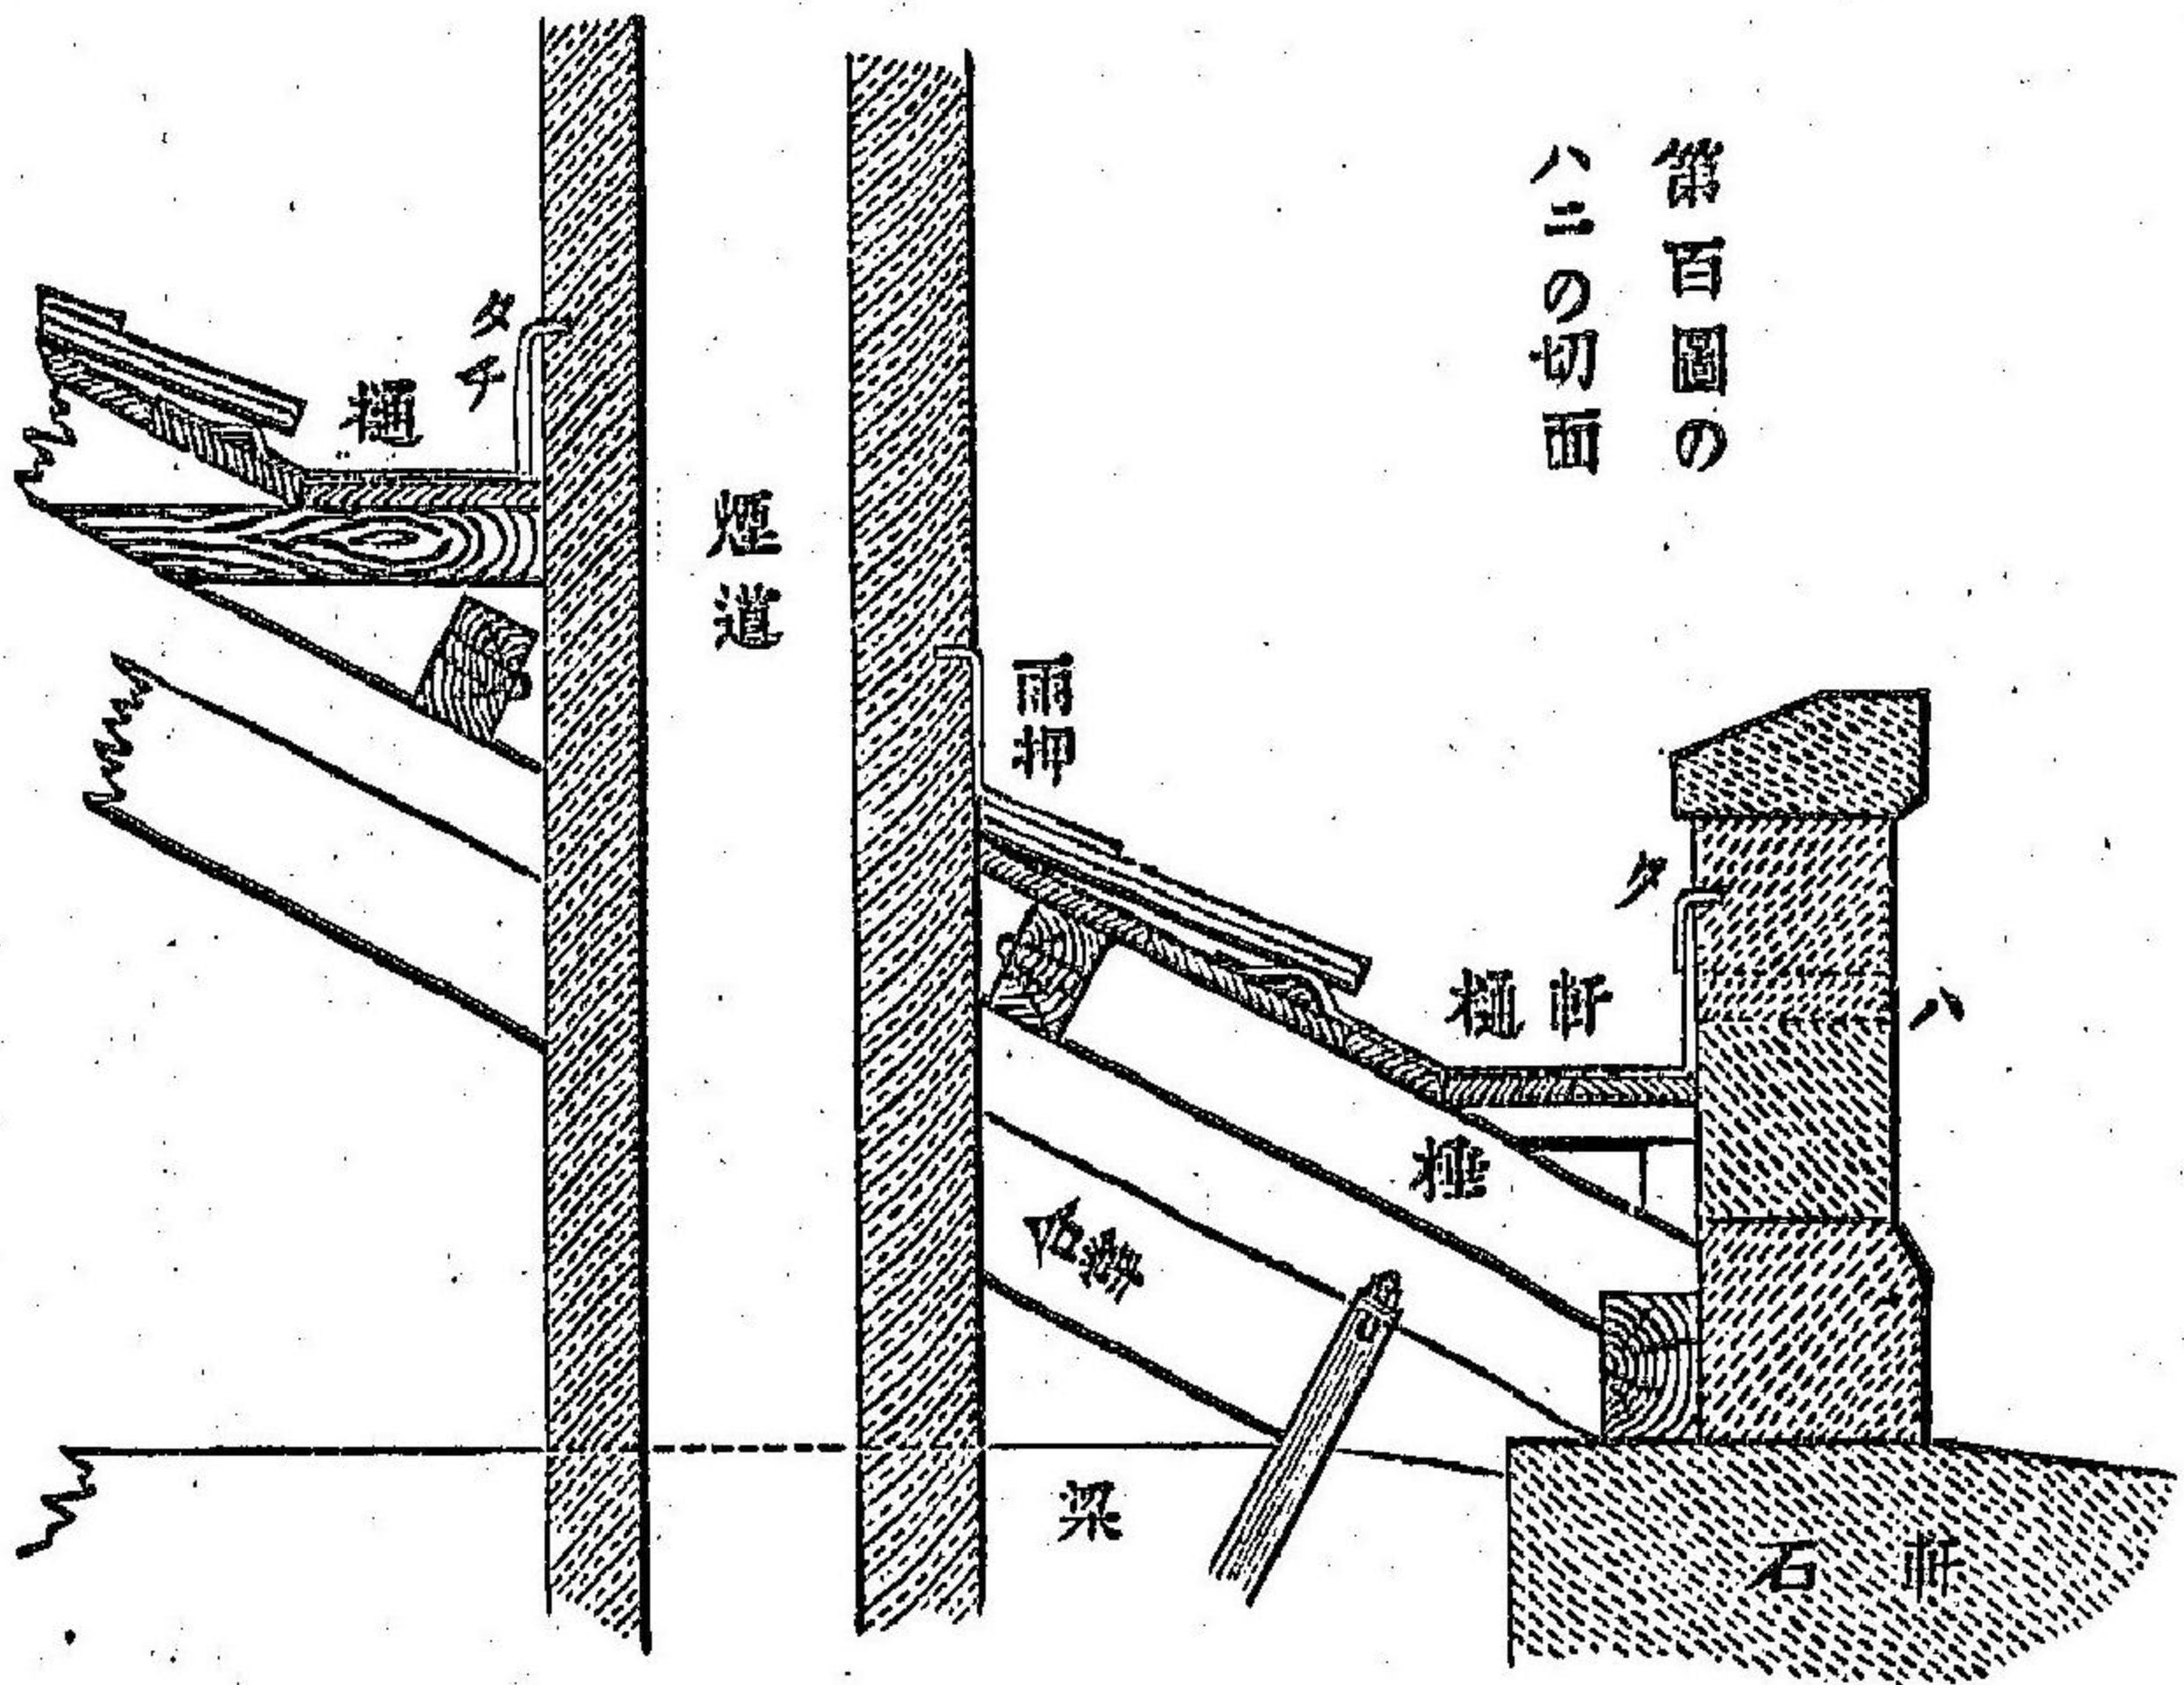 第百圖の
ハニの切面
タ
チ
樋
煙道
雨押
タ
軒樋
ハ
棰
合掌
梁
軒石